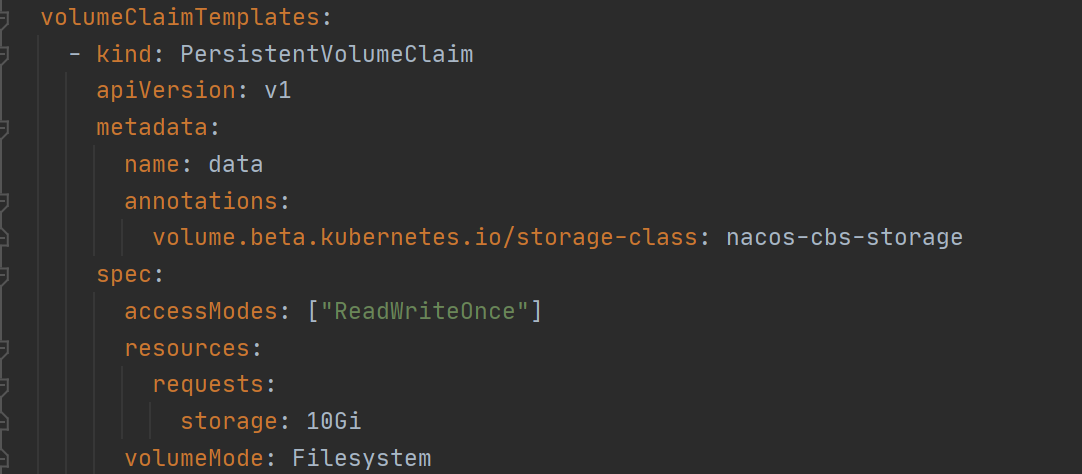 volumeClaimTemplates:
  - kind: PersistentVolumeClaim
    apiVersion: v1
    metadata:
      name: data
      annotations:
        volume.beta.kubernetes.io/storage-class: nacos-cbs-storage
    spec:
      accessModes: ["ReadWriteOnce"]
      resources:
        requests:
          storage: 10Gi
      volumeMode: Filesystem